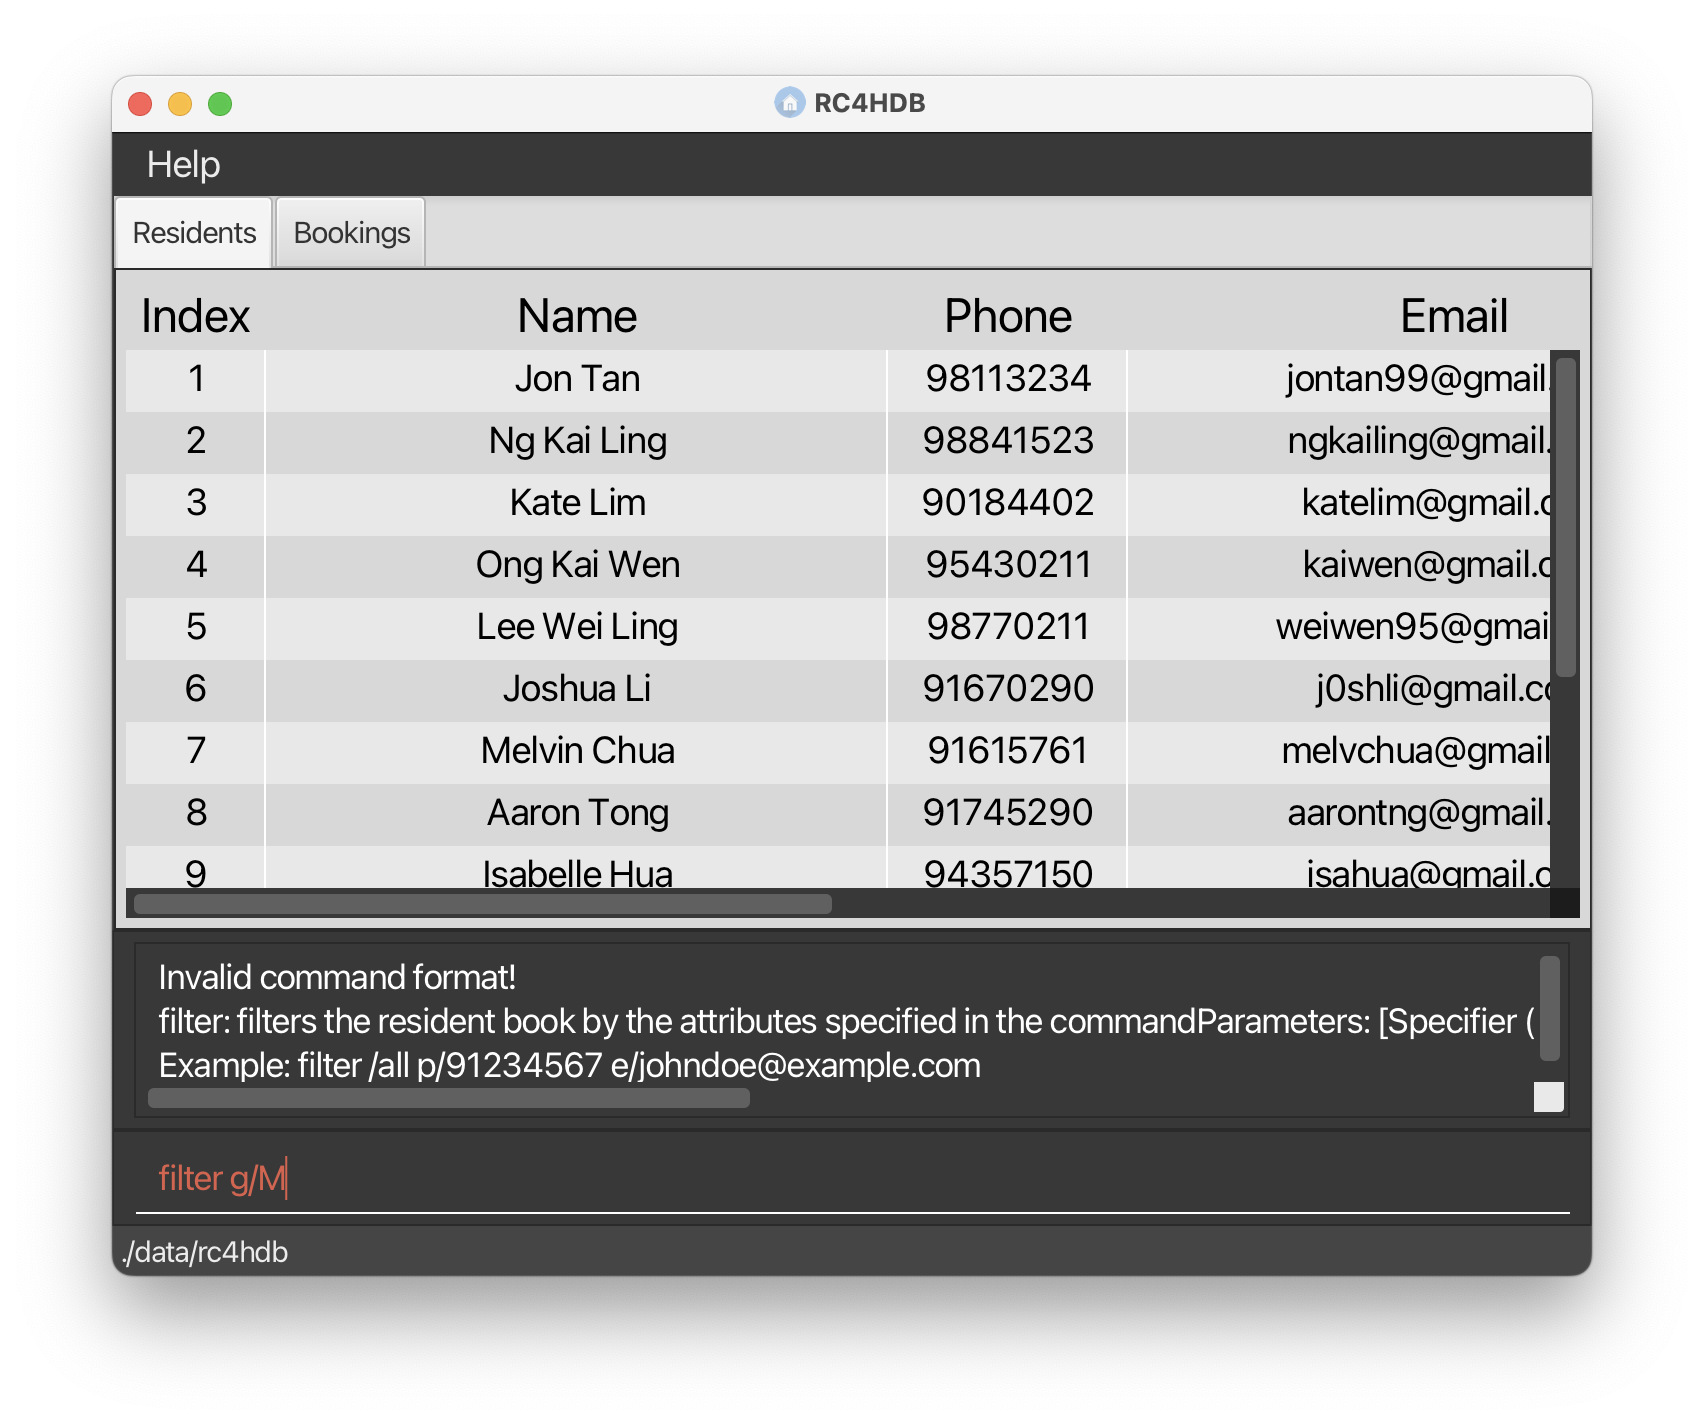 RC4HDB
Help
Residents Bookings
Index Name Phone Email
1 Jon Tan 98113234 jontan99@gmail.
2 Ng Kai Ling 98841523 ngkailing@gmail.
3 Kate Lim 90184402 katelim@gmail.c
4 Ong Kai Wen 95430211 kaiwen@gmail.c
5 Lee Wei Ling 98770211 weiwen95@gmai
6 Joshua Li 91670290 j0shli@gmail.co
7 Melvin Chua 91615761 melvchua@gmail
8 Aaron Tong 91745290 aarontng@gmail.
9 Isabelle Hua 94357150 isahua@gmail.c
Invalid command format!
filter: filters the resident book by the attributes specified in the commandParameters: [Specifier (
Example: filter /all p/91234567 e/johndoe@example.com
filter g/M
./data/rc4hdb